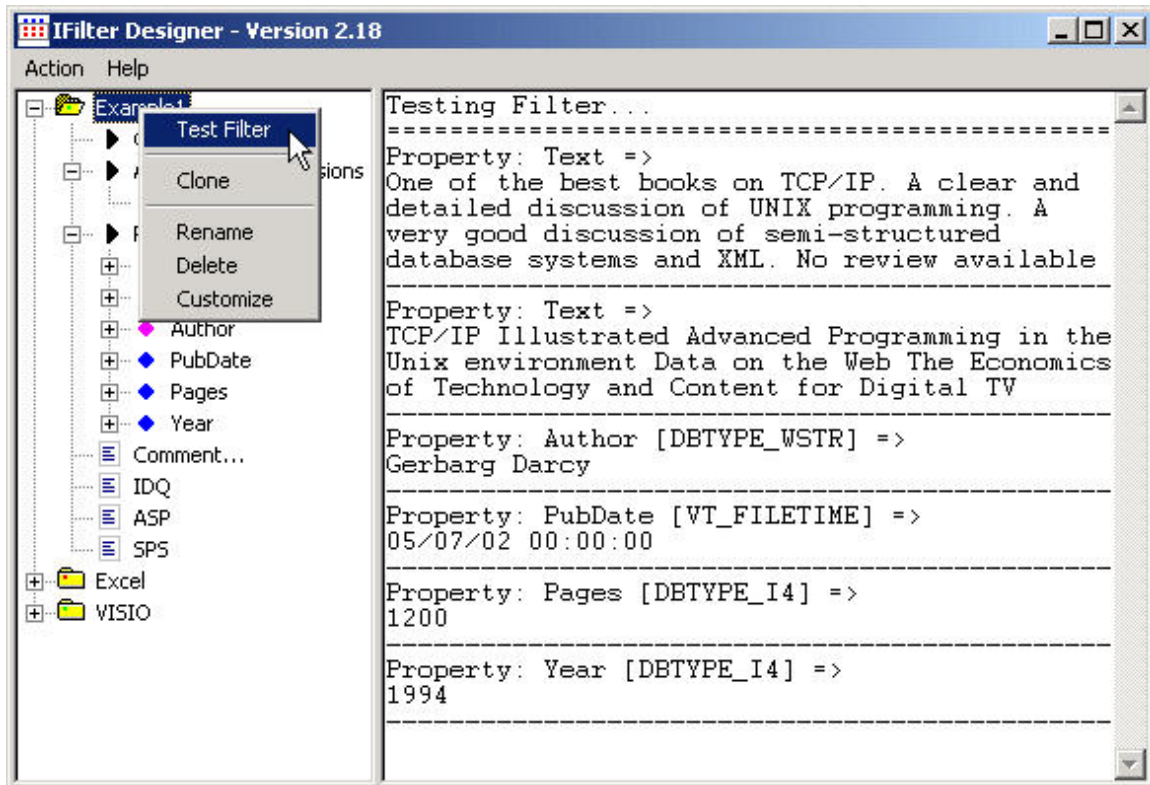 IFilter Designer - Version 2.18
Action Help
Example1
Test Filter
Clone
Rename
Delete
Customize
Author
PubDate
Pages
Year
Comment...
IDQ
ASP
SPS
Excel
VISIO
Testing Filter...
==================================================
Property: Text =>
One of the best books on TCP/IP. A clear and
detailed discussion of UNIX programming. A
very good discussion of semi-structured
database systems and XML. No review available
--------------------------------------------------
Property: Text =>
TCP/IP Illustrated Advanced Programming in the
Unix environment Data on the Web The Economics
of Technology and Content for Digital TV
--------------------------------------------------
Property: Author [DBTYPE_WSTR] =>
Gerbarg Darcy
--------------------------------------------------
Property: PubDate [VT_FILETIME] =>
05/07/02 00:00:00
--------------------------------------------------
Property: Pages [DBTYPE_I4] =>
1200
--------------------------------------------------
Property: Year [DBTYPE_I4] =>
1994
--------------------------------------------------